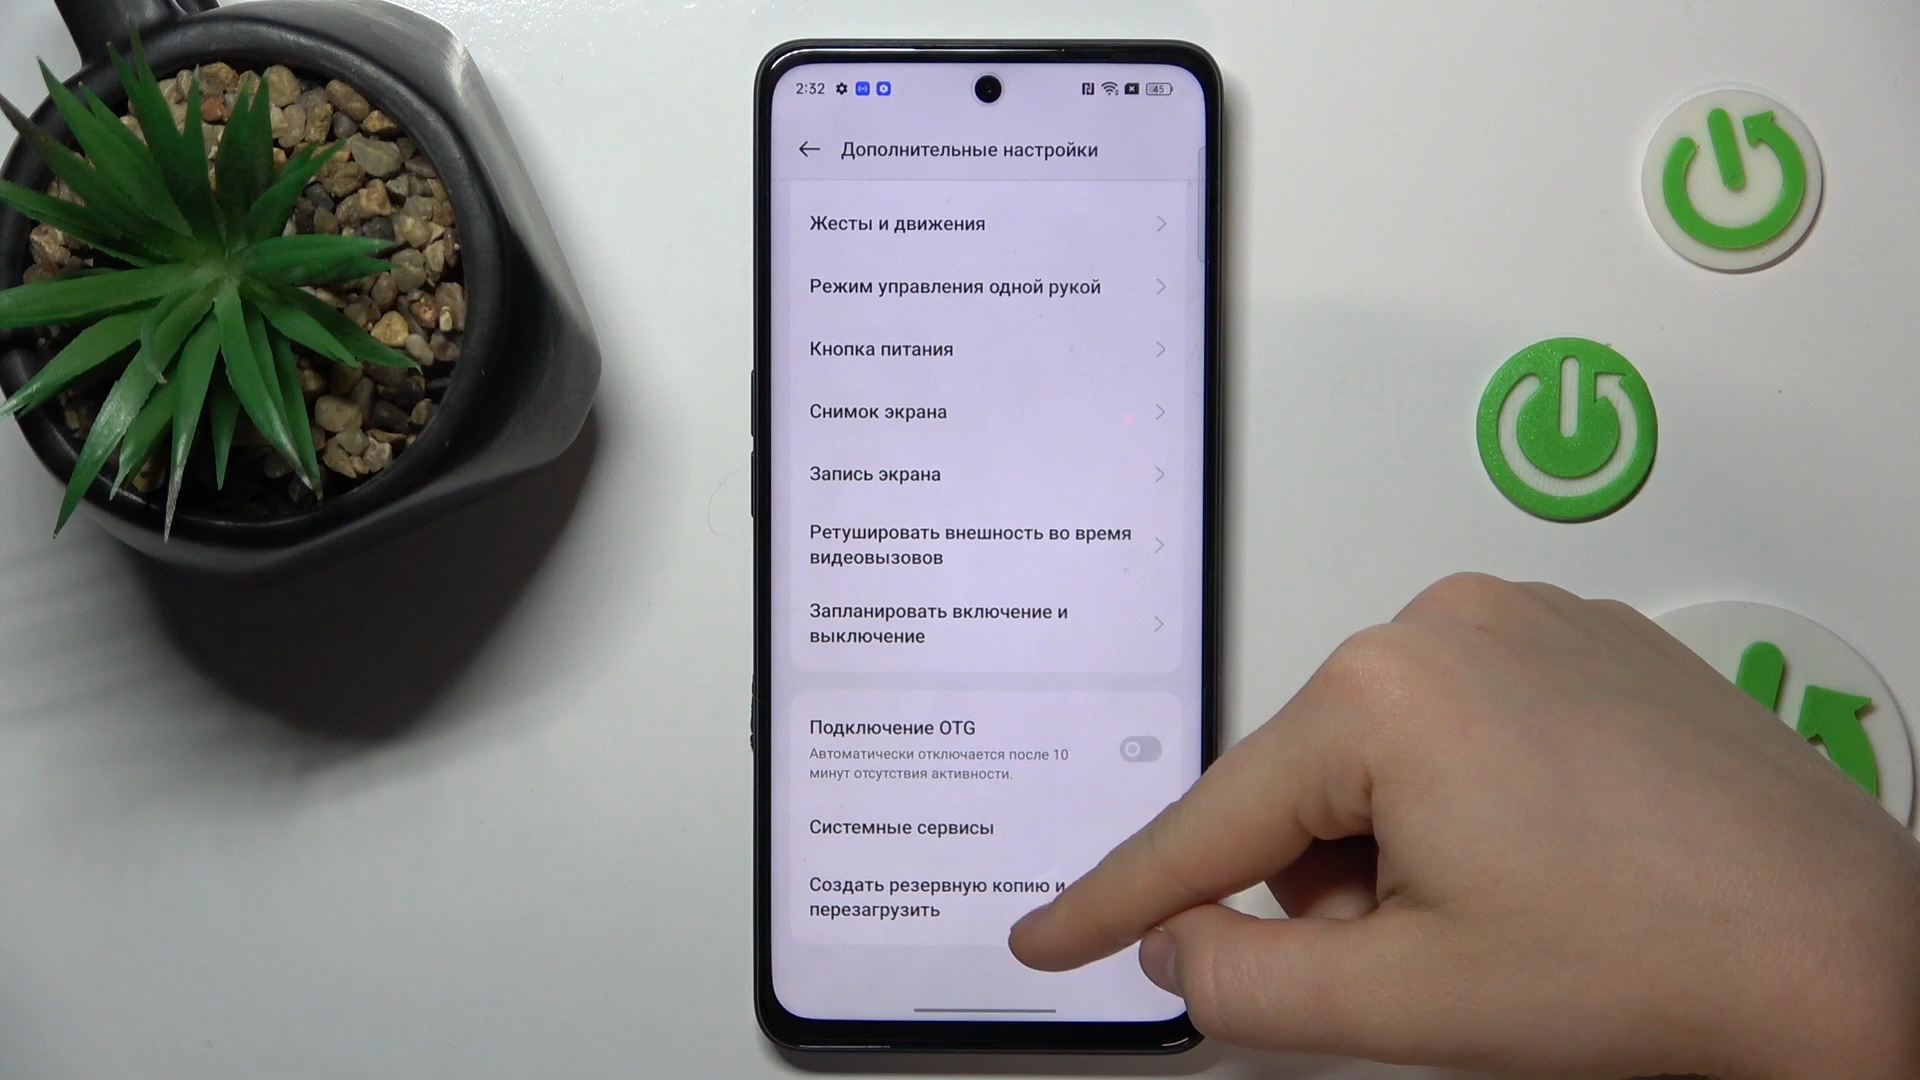 2:32
45
Дополнительные настройки
Жесты и движения
Режим управления одной рукой
Кнопка питания
Снимок экрана
Запись экрана
Ретушировать внешность во время
видеовызовов
Запланировать включение и
выключение
Подключение OTG
Автоматически отключается после 10
минут отсутствия активности.
Системные сервисы
Создать резервную копию и
перезагрузить